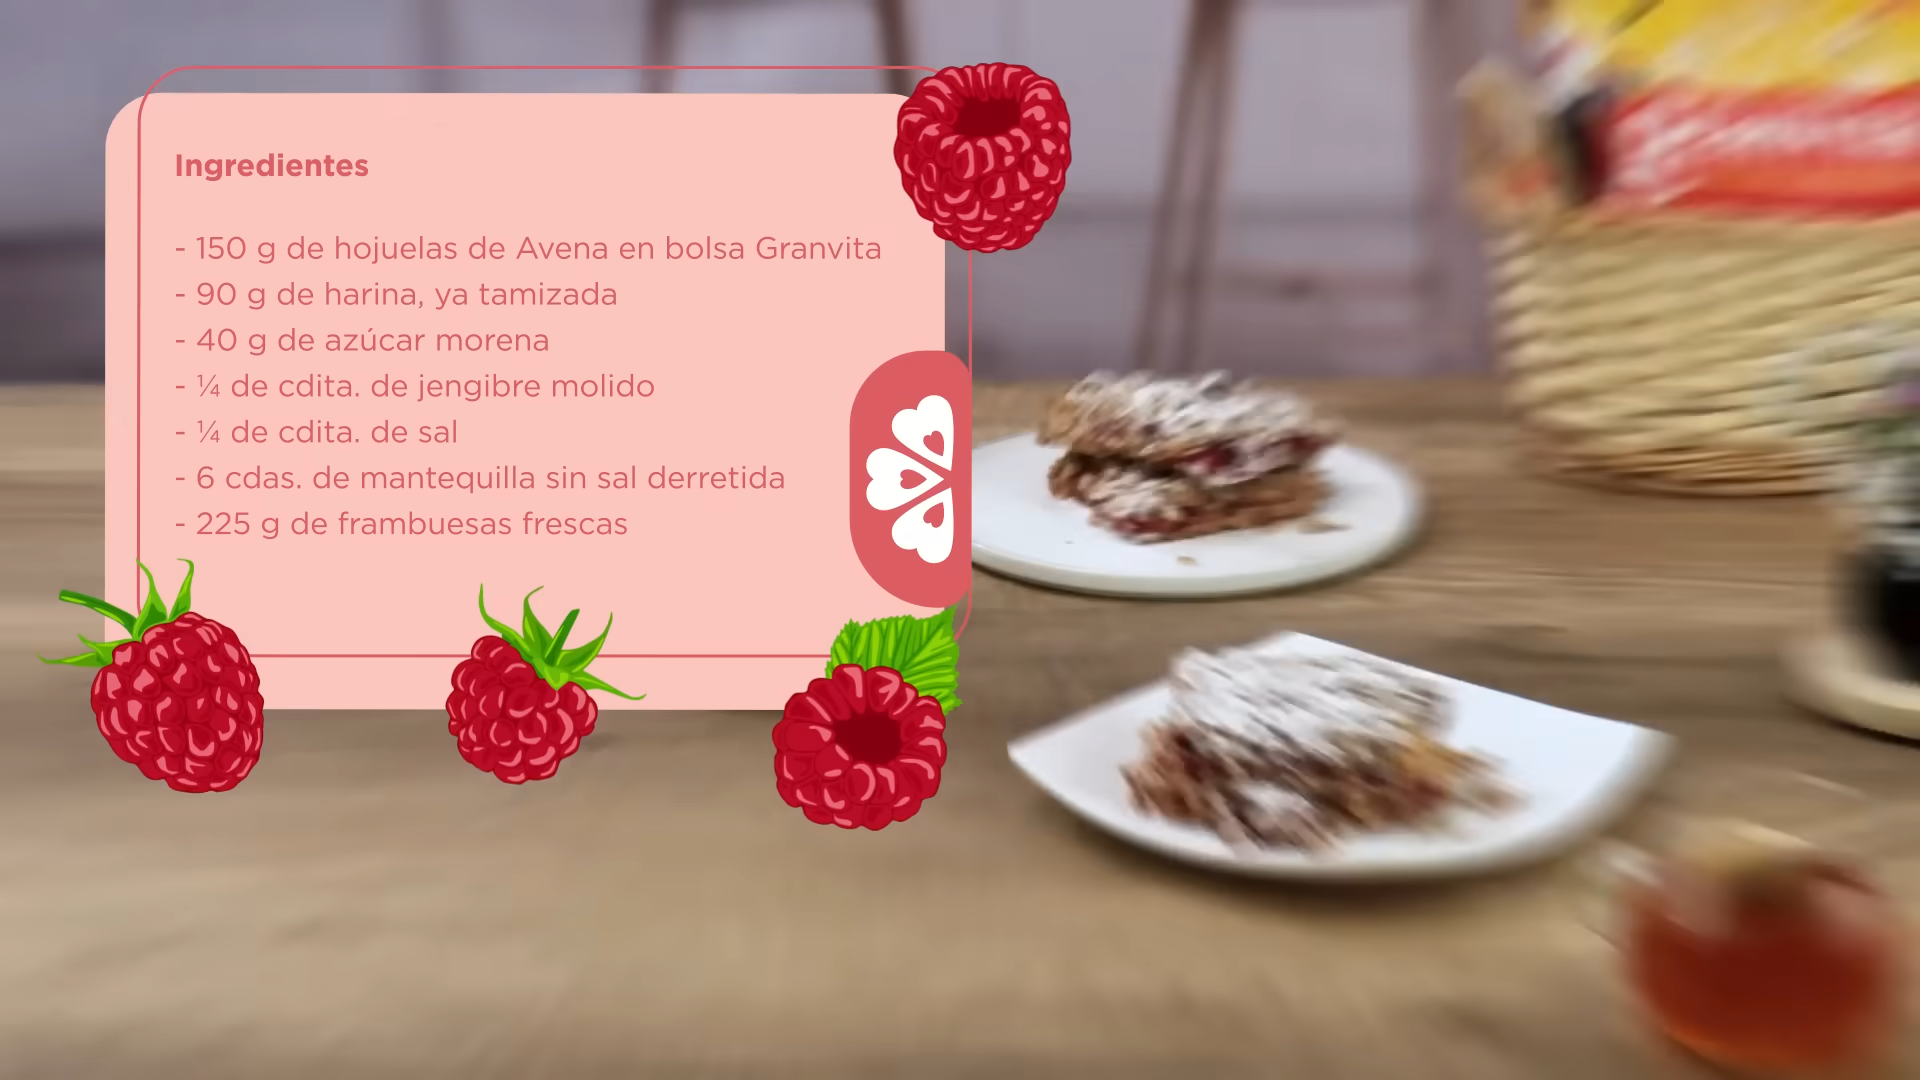 Ingredientes
- 150 g de hojuelas de Avena en bolsa Granvita
- 90 g de harina, ya tamizada
- 40 g de azúcar morena
- ¼ de cdita. de jengibre molido
- ¼ de cdita. de sal
- 6 cdas. de mantequilla sin sal derretida
- 225 g de frambuesas frescas